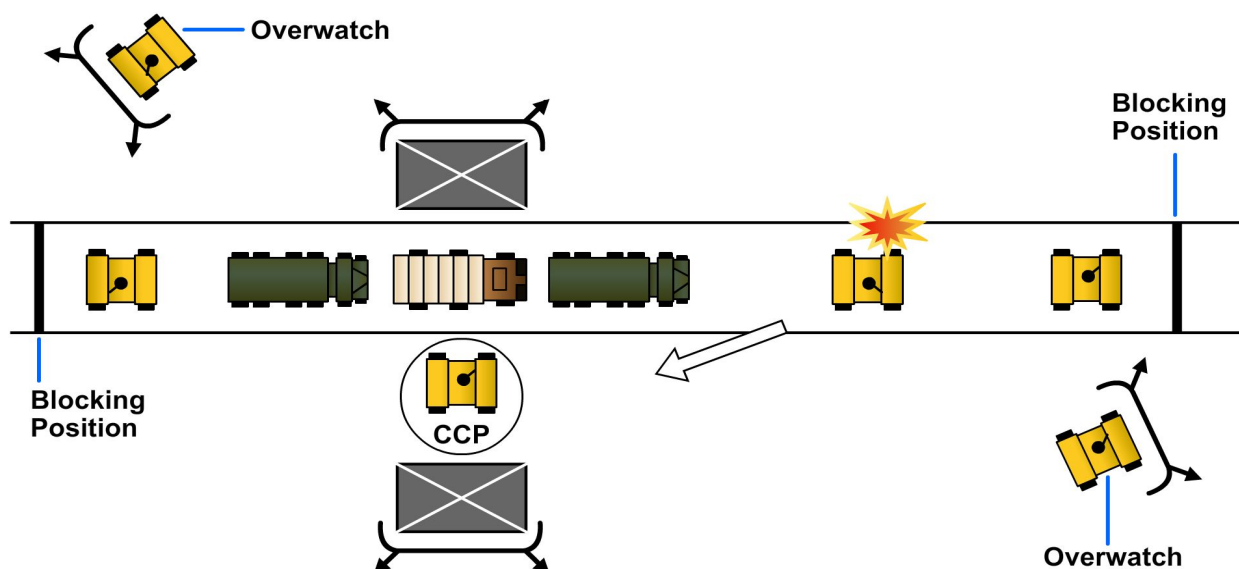 Overwatch
Blocking
Position
Blocking
Position
CCP
Overwatch